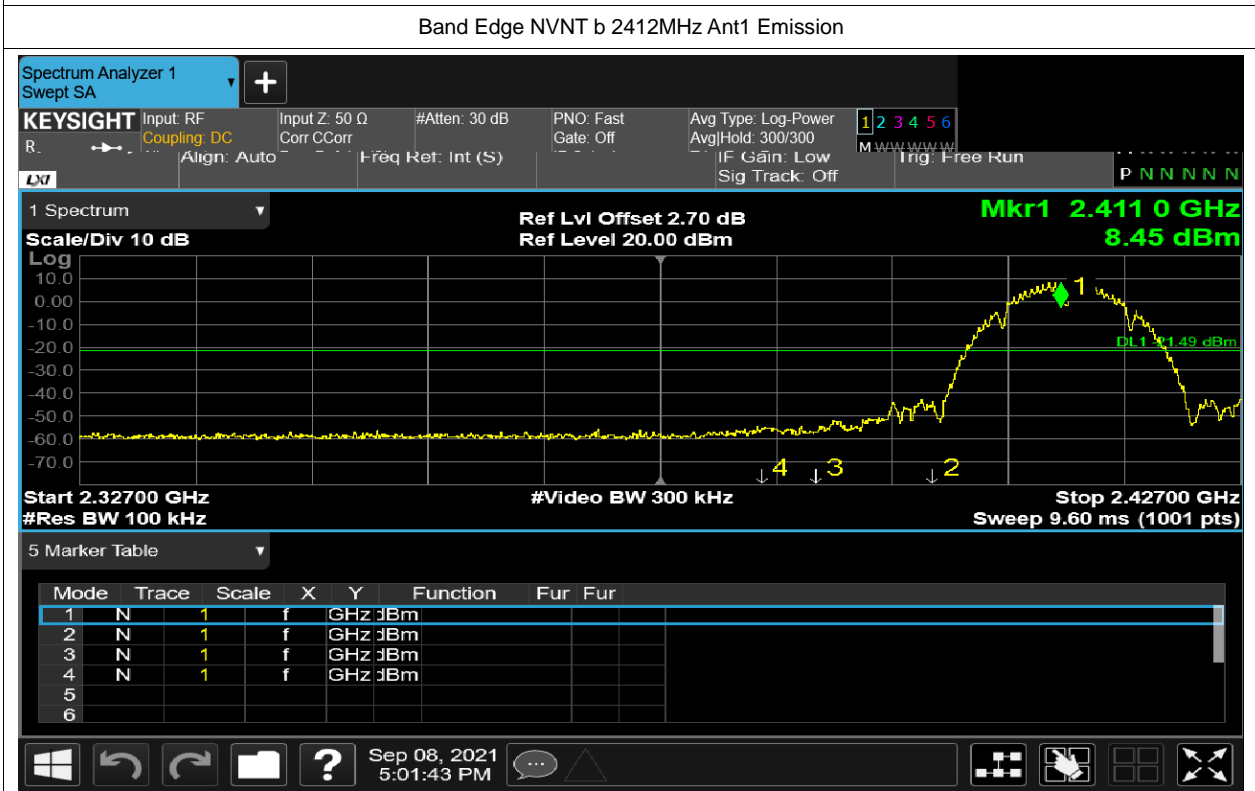 Band Edge NVNT b 2412MHz Ant1 Emission
Spectrum Analyzer 1
Swept SA
KEYSIGHT Input: RF Input Z: 50 Ω #Atten: 30 dB PNO: Fast Avg Type: Log-Power 1 2 3 4 5 6
Coupling: DC Corr CCorr Gate: Off Avg|Hold: 300/300
M W W W W W
Align: Auto Freq Ref: Int (S) IF Gain: Low Trig: Free Run
LXI Sig Track: Off P N N N N N
1 Spectrum Ref Lvl Offset 2.70 dB Mkr1 2.411 0 GHz
Scale/Div 10 dB Ref Level 20.00 dBm 8.45 dBm
Log
10.0
1
0.00
-10.0
-20.0
DL1 -21.49 dBm
-30.0
-40.0
-50.0
-60.0
-70.0
4 3 2
Start 2.32700 GHz #Video BW 300 kHz Stop 2.42700 GHz
#Res BW 100 kHz Sweep 9.60 ms (1001 pts)
5 Marker Table
Mode Trace Scale X Y Function Fur Fur
1 N 1 f GHz dBm
2 N 1 f GHz dBm
3 N 1 f GHz dBm
4 N 1 f GHz dBm
5
6
Sep 08, 2021
5:01:43 PM